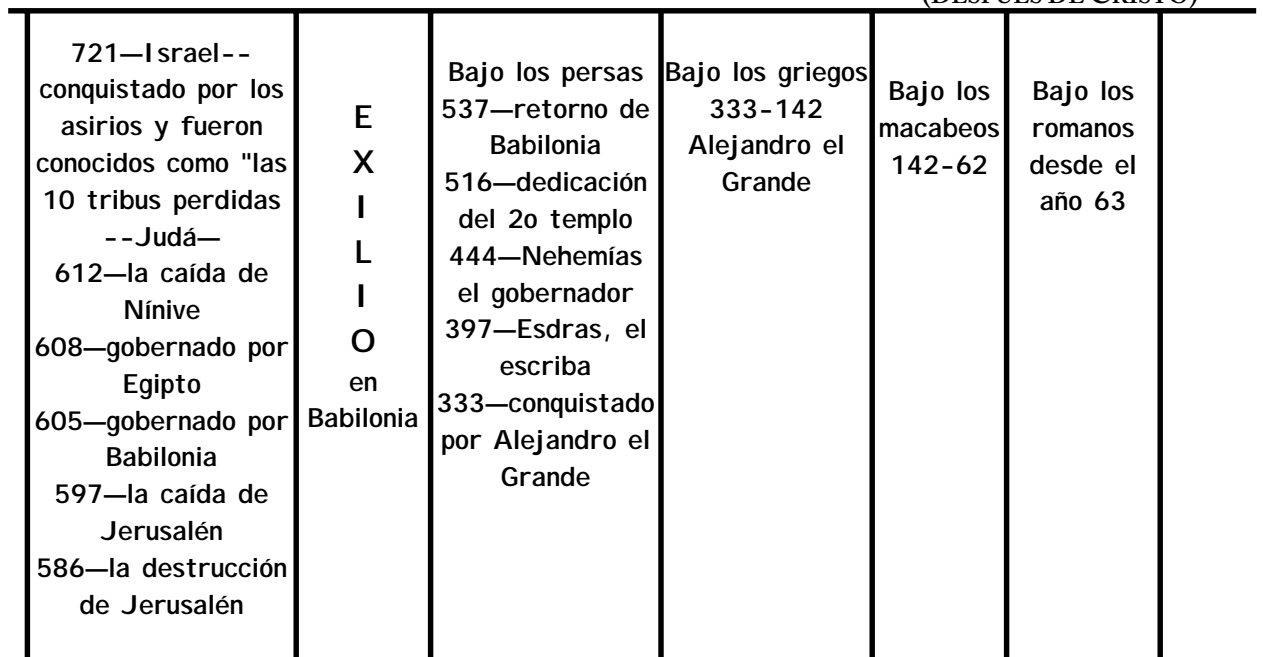 (DESPUÉS DE CRISTO)
721—Israel--
conquistado por los
asirios y fueron
conocidos como "las
10 tribus perdidas
--Judá—
612—la caída de
Nínive
608—gobernado por
Egipto
605—gobernado por
Babilonia
597—la caída de
Jerusalén
586—la destrucción
de Jerusalén
E
X
I
L
I
O
en
Babilonia
Bajo los persas
537—retorno de
Babilonia
516—dedicación
del 2o templo
444—Nehemías
el gobernador
397—Esdras, el
escriba
333—conquistado
por Alejandro el
Grande
Bajo los griegos
333-142
Alejandro el
Grande
Bajo los
macabeos
142-62
Bajo los
romanos
desde el
año 63